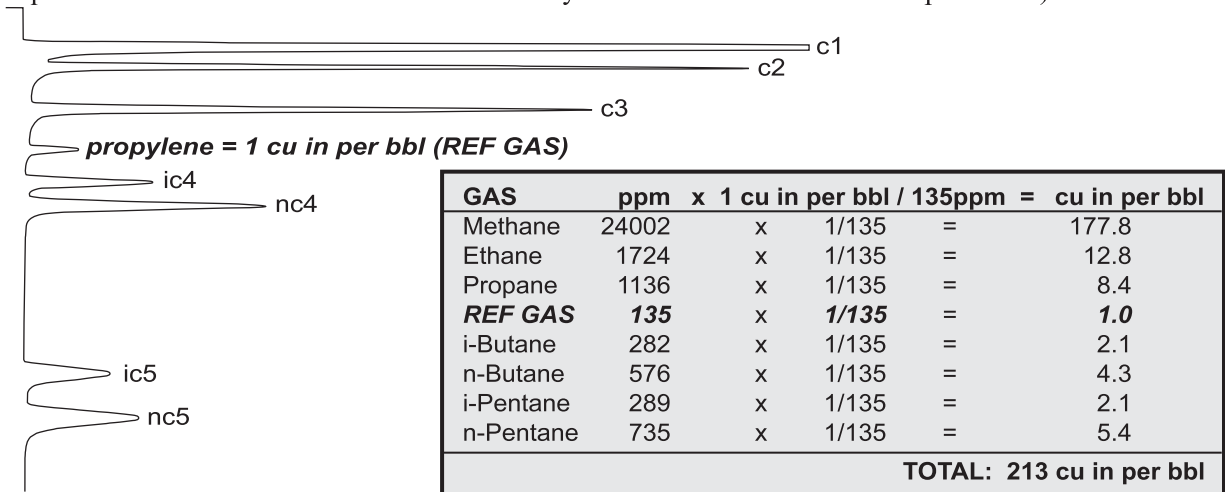 c1
c2
c3
propylene = 1 cu in per bbl (REF GAS)
ic4
nc4
ic5
nc5
GAS ppm x 1 cu in per bbl / 135ppm = cu in per bbl
Methane 24002 x 1/135 = 177.8
Ethane 1724 x 1/135 = 12.8
Propane 1136 x 1/135 = 8.4
REF GAS 135 x 1/135 = 1.0
i-Butane 282 x 1/135 = 2.1
n-Butane 576 x 1/135 = 4.3
i-Pentane 289 x 1/135 = 2.1
n-Pentane 735 x 1/135 = 5.4
TOTAL: 213 cu in per bbl